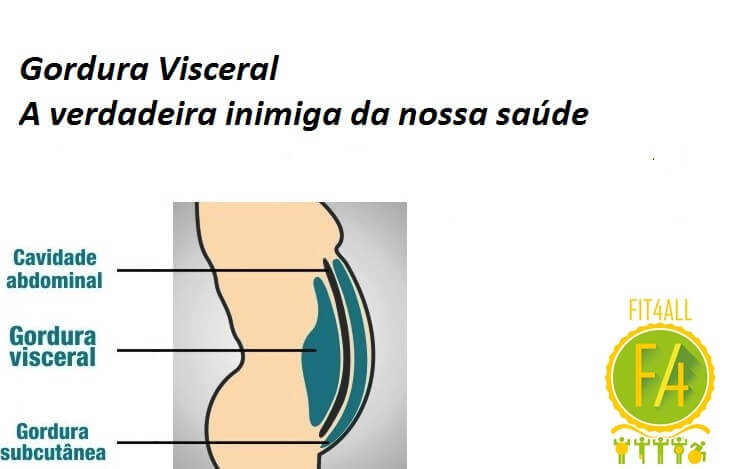 Gordura Visceral
A verdadeira inimiga da nossa saúde
Cavidade
abdominal
Gordura
visceral
Gordura
subcutânea
FIT4ALL
F4